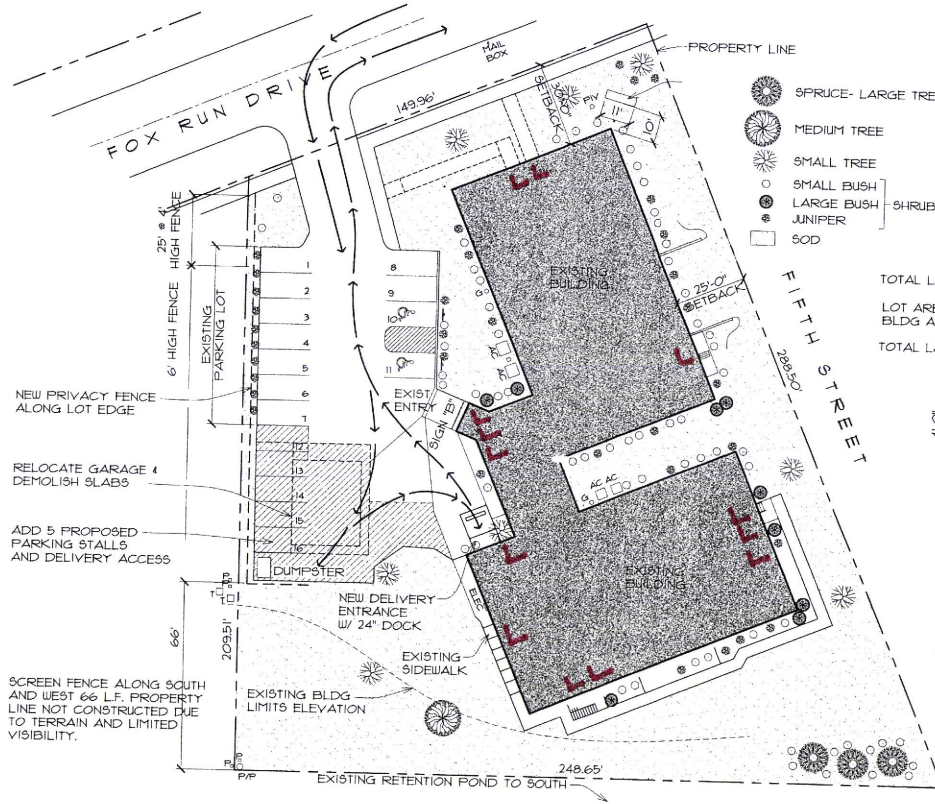 FOX RUN DRIVE
MAIL
BOX
PROPERTY LINE
149.96'
30'-0"
SETBACK
PIV
11'
10'
SPRUCE- LARGE TREE
MEDIUM TREE
SMALL TREE
SMALL BUSH
LARGE BUSH
JUNIPER
SHRUB
SOD
25' @ 4'
HIGH FENCE
6' HIGH FENCE
EXISTING
PARKING LOT
1
2
3
4
5
6
7
8
9
10
11
12
13
14
15
16
EXISTING
BUILDING
G
AC
AC
25'-0"
SETBACK
FIFTH STREET
288.50'
TOTAL L
LOT ARE
BLDG A
TOTAL LA
NEW PRIVACY FENCE
ALONG LOT EDGE
EXIST
ENTRY
SIGN "B"
RELOCATE GARAGE &
DEMOLISH SLABS
ADD 5 PROPOSED
PARKING STALLS
AND DELIVERY ACCESS
DUMPSTER
G
AC AC
EXISTING
BUILDING
NEW DELIVERY
ENTRANCE
W/ 24" DOCK
ELEC
EXISTING
SIDEWALK
P
T
T
66'
209.51'
SCREEN FENCE ALONG SOUTH
AND WEST 66 L.F. PROPERTY
LINE NOT CONSTRUCTED DUE
TO TERRAIN AND LIMITED
VISIBILITY.
EXISTING BLDG
LIMITS ELEVATION
P
P
P/P
EXISTING RETENTION POND TO SOUTH
248.65'